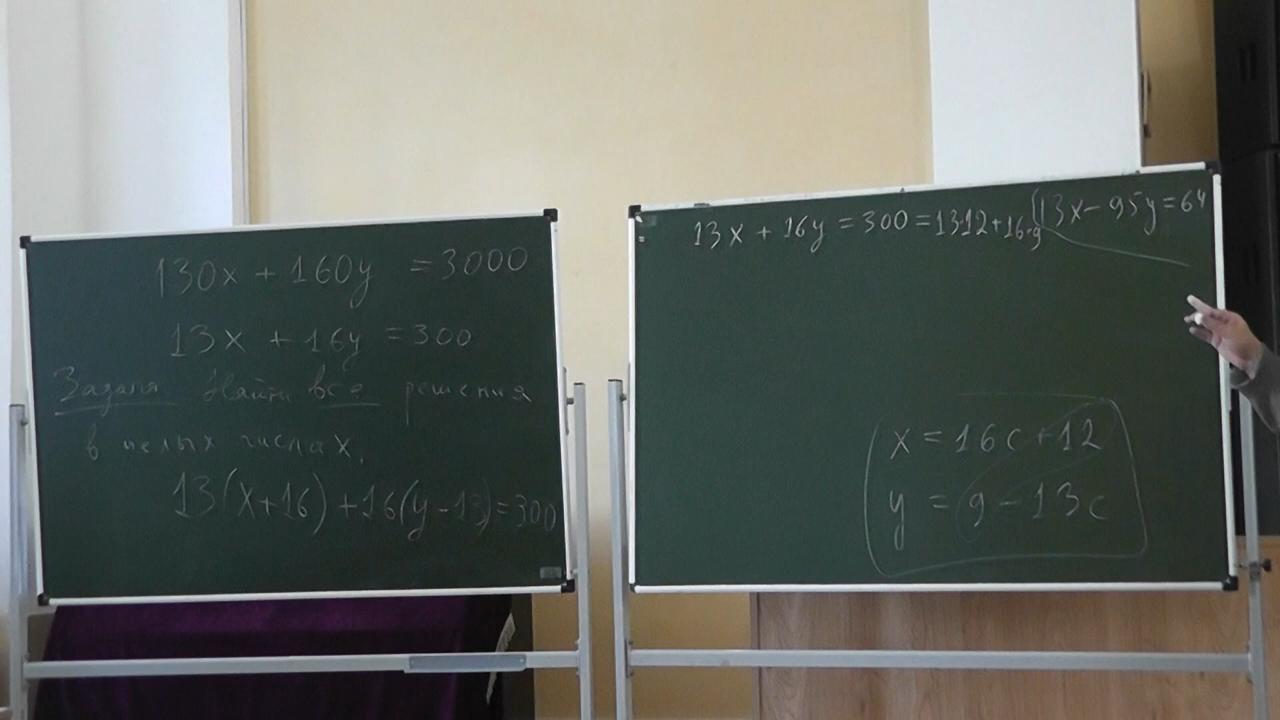 130x + 160y = 3000
13x + 16y = 300
Задача Найти все решения
в целых числах.
13(x+16) + 16(y-13) = 300
13x + 16y = 300 = 13·12 + 16·9
13x - 95y = 64
x = 16c + 12
y = 9 - 13c